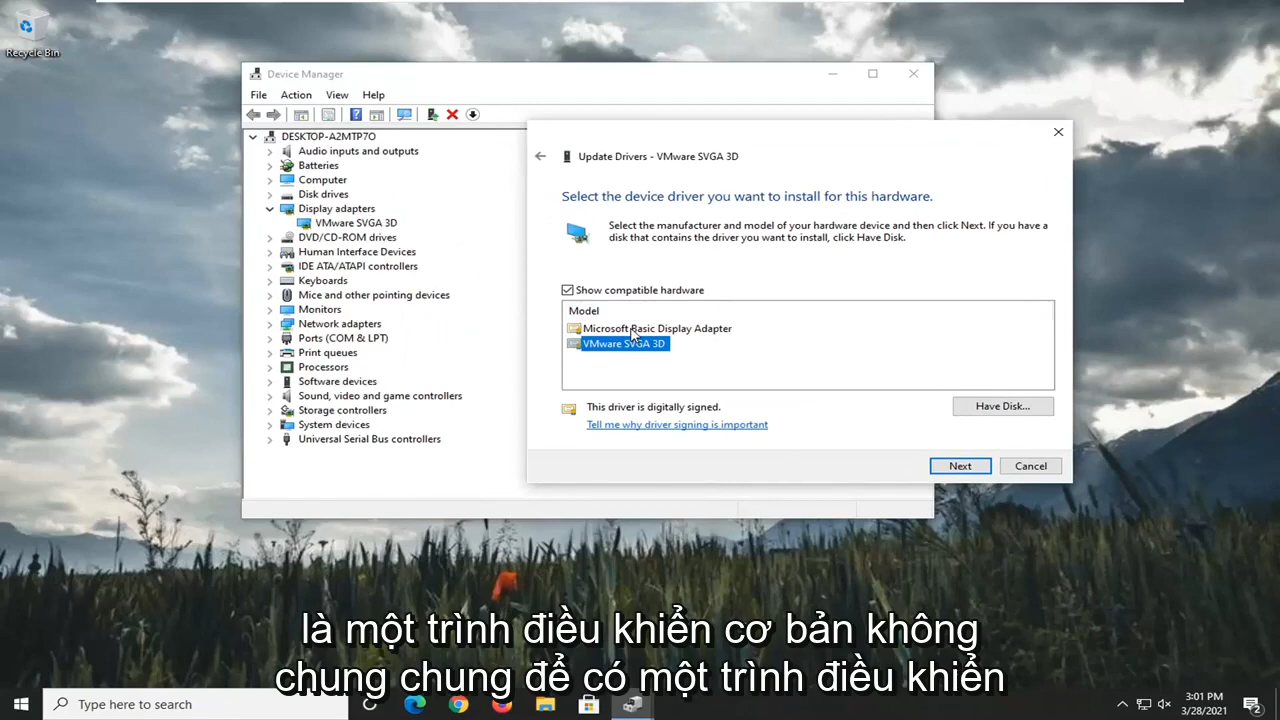 Recycle Bin
Device Manager
File Action View Help
DESKTOP-A2MTP7O
Audio inputs and outputs
Batteries
Computer
Disk drives
Display adapters
VMware SVGA 3D
DVD/CD-ROM drives
Human Interface Devices
IDE ATA/ATAPI controllers
Keyboards
Mice and other pointing devices
Monitors
Network adapters
Ports (COM & LPT)
Print queues
Processors
Software devices
Sound, video and game controllers
Storage controllers
System devices
Universal Serial Bus controllers
Update Drivers - VMware SVGA 3D
Select the device driver you want to install for this hardware.
Select the manufacturer and model of your hardware device and then click Next. If you have a
disk that contains the driver you want to install, click Have Disk.
Show compatible hardware
Model
Microsoft Basic Display Adapter
VMware SVGA 3D
This driver is digitally signed.
Tell me why driver signing is important
Have Disk...
Next Cancel
là một trình điều khiển cơ bản không
chung chung để có một trình điều khiển
Type here to search
3:01 PM
3/28/2021
2